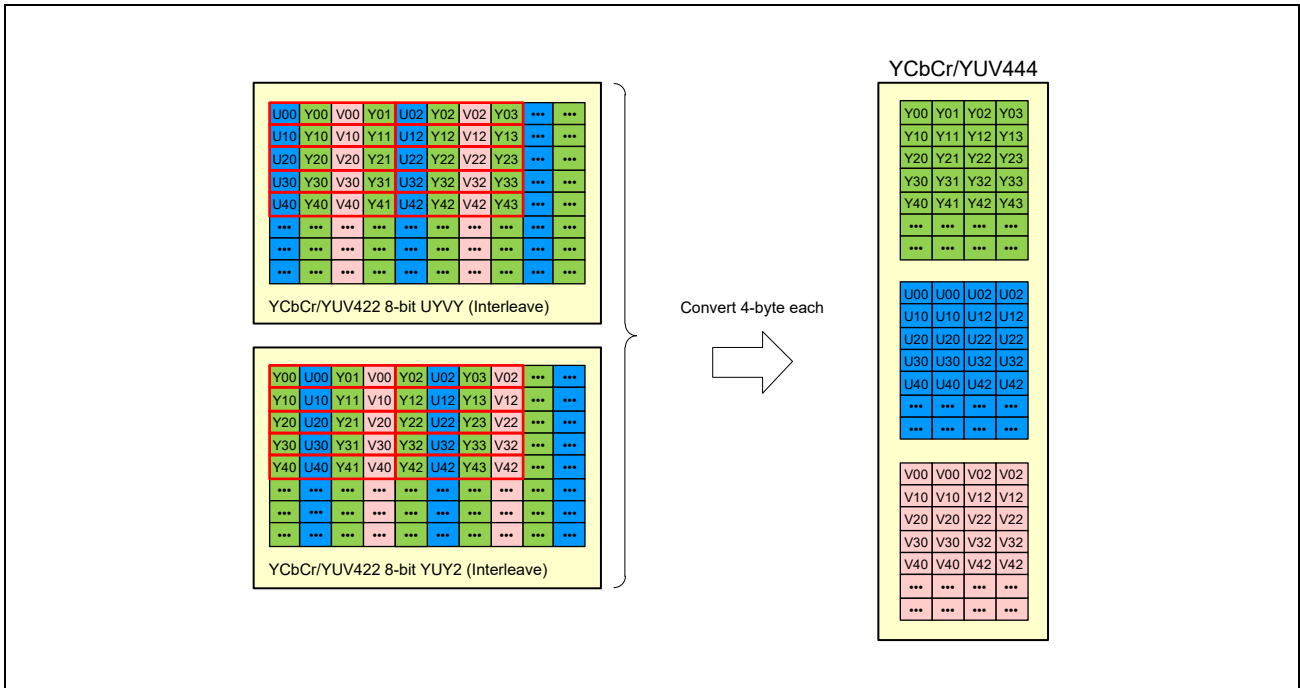 U00 Y00 V00 Y01 U02 Y02 V02 Y03 ••• •••
U10 Y10 V10 Y11 U12 Y12 V12 Y13 ••• •••
U20 Y20 V20 Y21 U22 Y22 V22 Y23 ••• •••
U30 Y30 V30 Y31 U32 Y32 V32 Y33 ••• •••
U40 Y40 V40 Y41 U42 Y42 V42 Y43 ••• •••
••• ••• ••• ••• ••• ••• ••• ••• ••• •••
••• ••• ••• ••• ••• ••• ••• ••• ••• •••
••• ••• ••• ••• ••• ••• ••• ••• ••• •••
YCbCr/YUV422 8-bit UYVY (Interleave)
Y00 U00 Y01 V00 Y02 U02 Y03 V02 ••• •••
Y10 U10 Y11 V10 Y12 U12 Y13 V12 ••• •••
Y20 U20 Y21 V20 Y22 U22 Y23 V22 ••• •••
Y30 U30 Y31 V30 Y32 U32 Y33 V32 ••• •••
Y40 U40 Y41 V40 Y42 U42 Y43 V42 ••• •••
••• ••• ••• ••• ••• ••• ••• ••• ••• •••
••• ••• ••• ••• ••• ••• ••• ••• ••• •••
••• ••• ••• ••• ••• ••• ••• ••• ••• •••
YCbCr/YUV422 8-bit YUY2 (Interleave)
Convert 4-byte each
YCbCr/YUV444
Y00 Y01 Y02 Y03
Y10 Y11 Y12 Y13
Y20 Y21 Y22 Y23
Y30 Y31 Y32 Y33
Y40 Y41 Y42 Y43
••• ••• ••• •••
••• ••• ••• •••
U00 U00 U02 U02
U10 U10 U12 U12
U20 U20 U22 U22
U30 U30 U32 U32
U40 U40 U42 U42
••• ••• ••• •••
••• ••• ••• •••
V00 V00 V02 V02
V10 V10 V12 V12
V20 V20 V22 V22
V30 V30 V32 V32
V40 V40 V42 V42
••• ••• ••• •••
••• ••• ••• •••